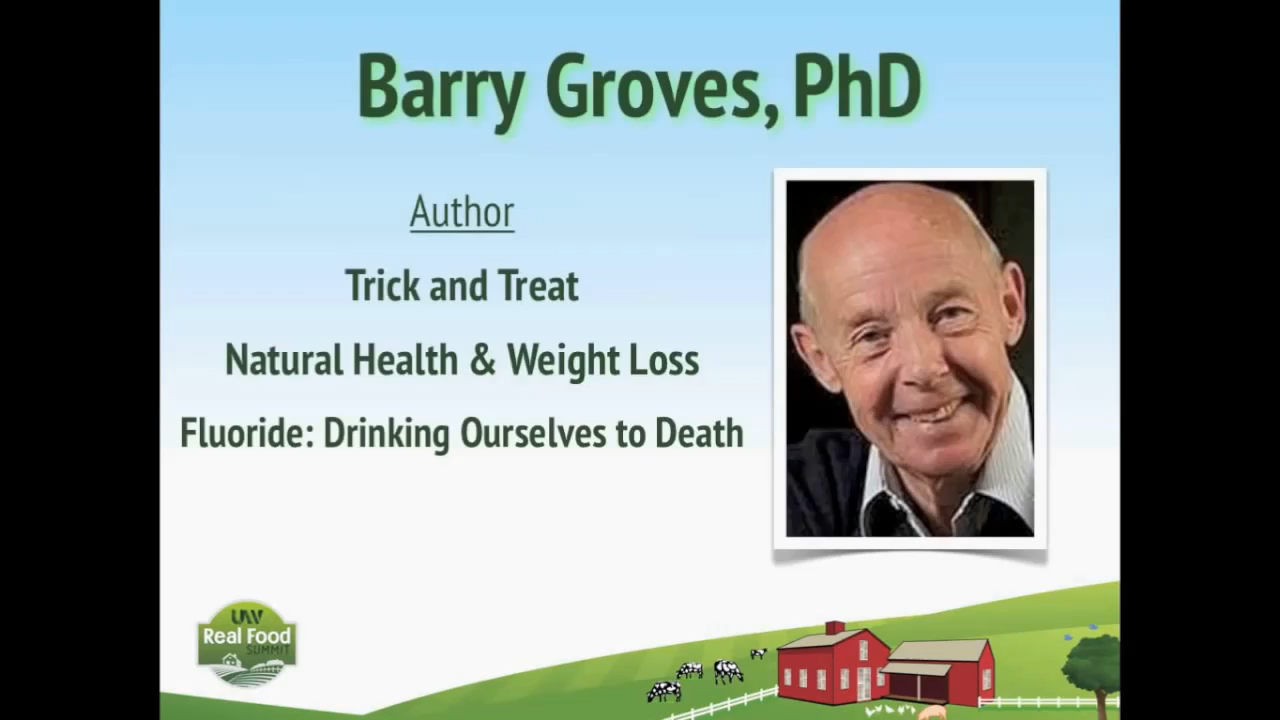 Barry Groves, PhD
Author
Trick and Treat
Natural Health & Weight Loss
Fluoride: Drinking Ourselves to Death
UW
Real Food
SUMMIT